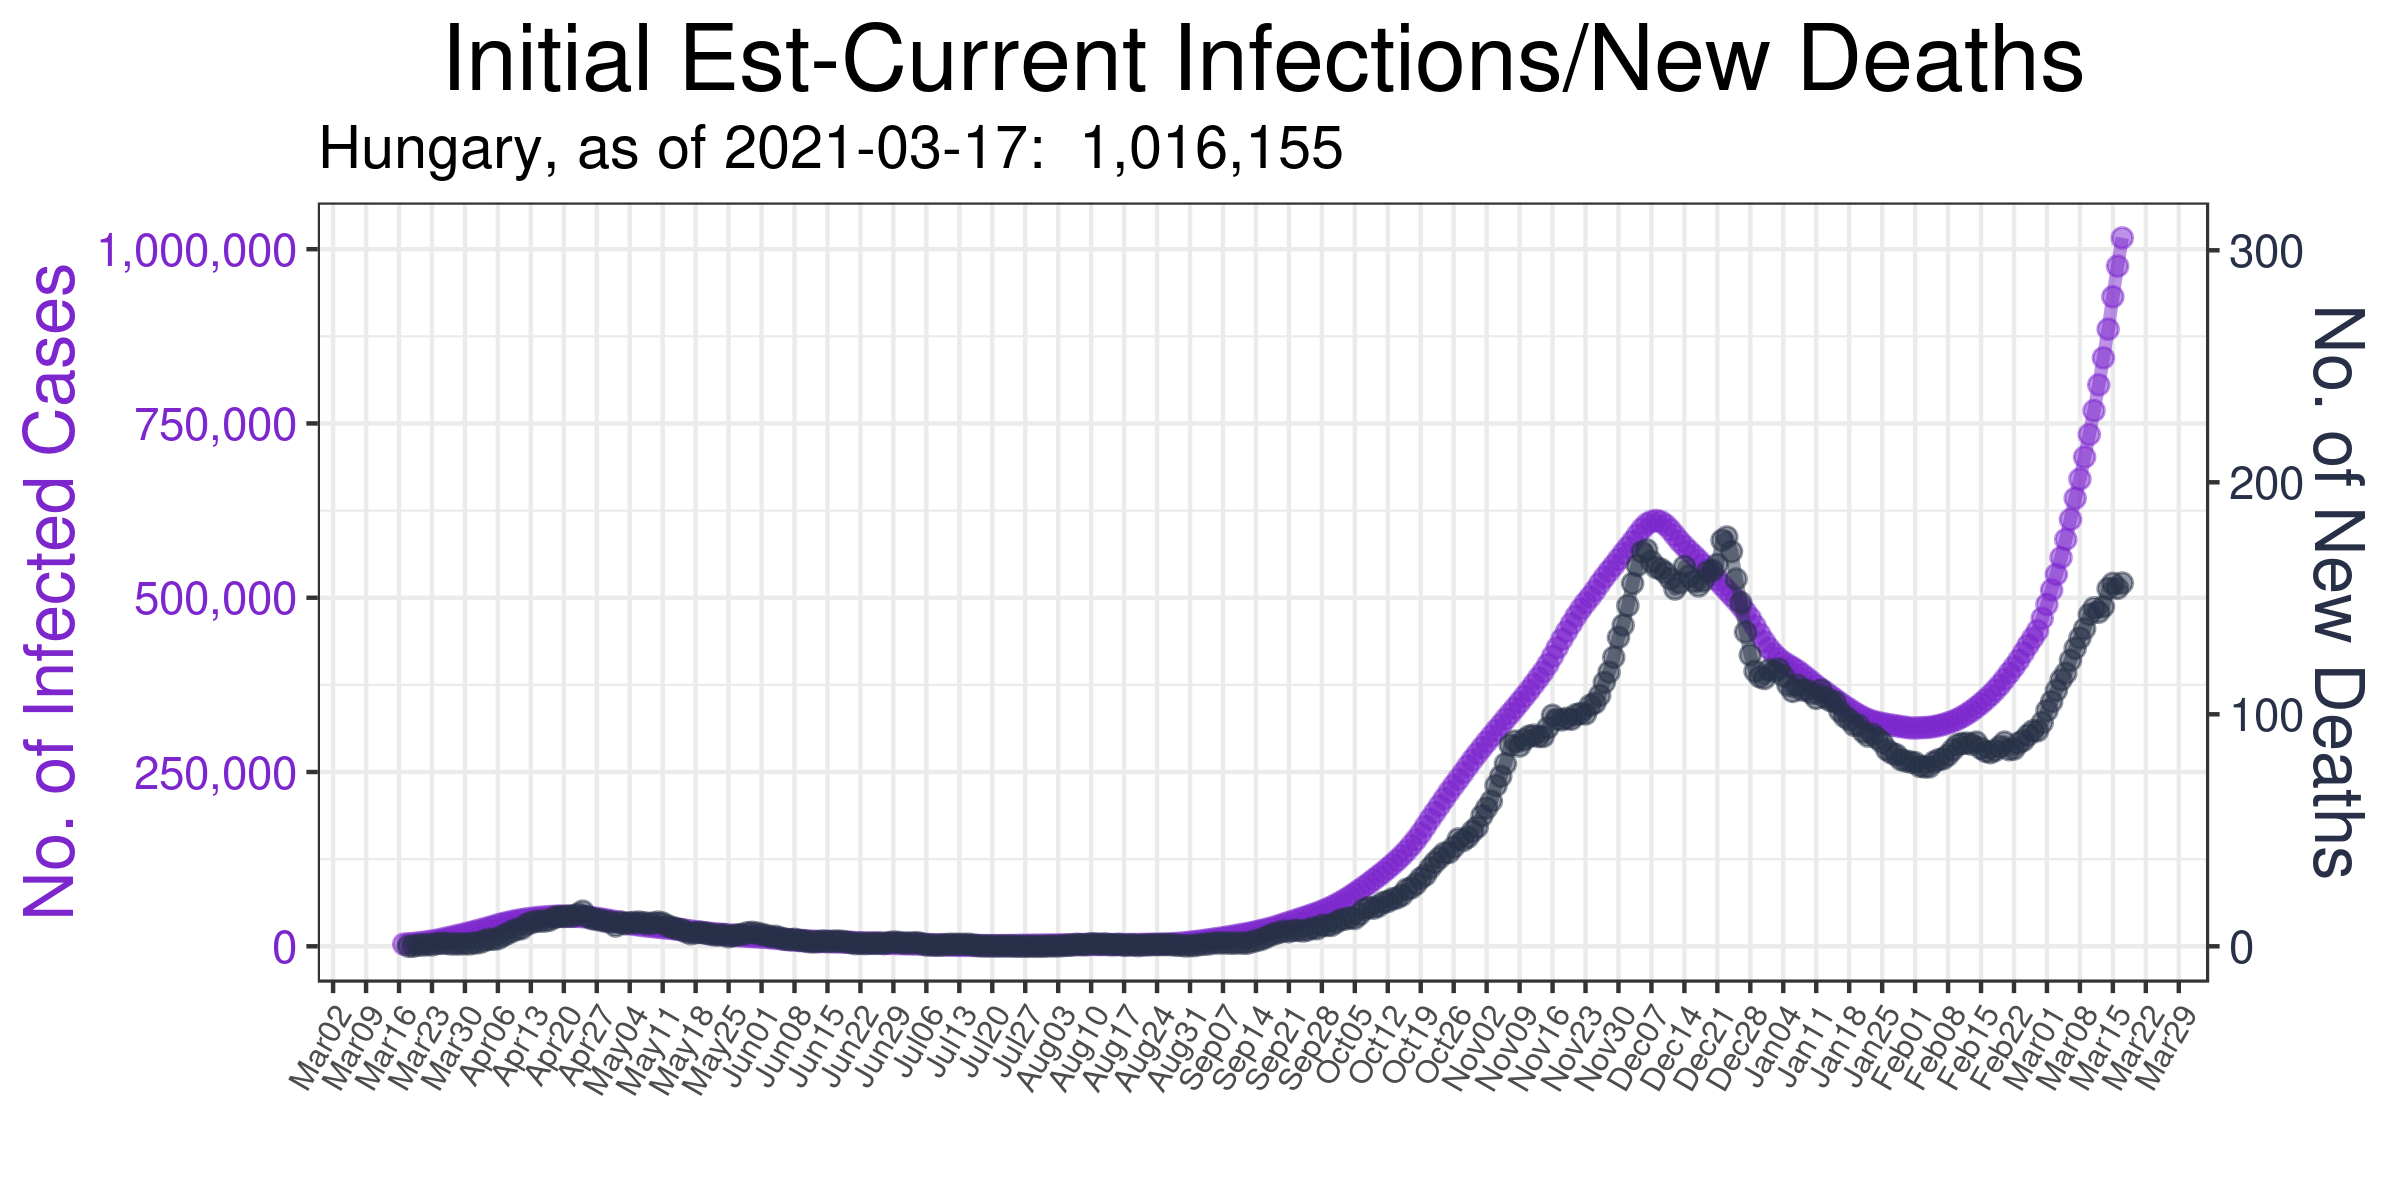 Initial Est-Current Infections/New Deaths
Hungary, as of 2021-03-17:  1,016,155
No. of Infected Cases
1,000,000
750,000
500,000
250,000
0
300
200
100
0
No. of New Deaths
Mar02 Mar09 Mar16 Mar23 Mar30 Apr06 Apr13 Apr20 Apr27 May04 May11 May18 May25 Jun01 Jun08 Jun15 Jun22 Jun29 Jul06 Jul13 Jul20 Jul27 Aug03 Aug10 Aug17 Aug24 Aug31 Sep07 Sep14 Sep21 Sep28 Oct05 Oct12 Oct19 Oct26 Nov02 Nov09 Nov16 Nov23 Nov30 Dec07 Dec14 Dec21 Dec28 Jan04 Jan11 Jan18 Jan25 Feb01 Feb08 Feb15 Feb22 Mar01 Mar08 Mar15 Mar22 Mar29